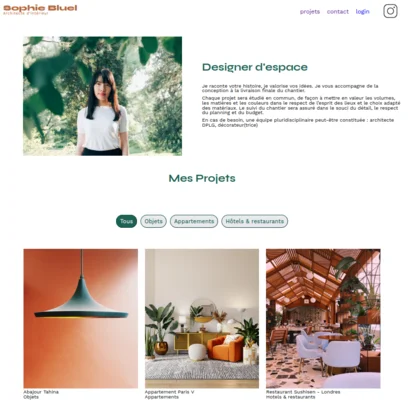 Sophie Bluel
Architecte d'intérieur
projets contact login
Designer d'espace
Je raconte votre histoire, je valorise vos idées. Je vous accompagne de la
conception à la livraison finale du chantier.
Chaque projet sera étudié en commun, de façon à mettre en valeur les volumes,
les matières et les couleurs dans le respect de l'esprit des lieux et le choix adapté
des matériaux. Le suivi du chantier sera assuré dans le souci du détail, le respect
du planning et du budget.
En cas de besoin, une équipe pluridisciplinaire peut-être constituée : architecte
DPLG, décorateur(trice)
Mes Projets
Tous Objets Appartements Hôtels & restaurants
Abajour Tahina
Objets
Appartement Paris V
Appartements
Restaurant Sushisen - Londres
Hotels & restaurants